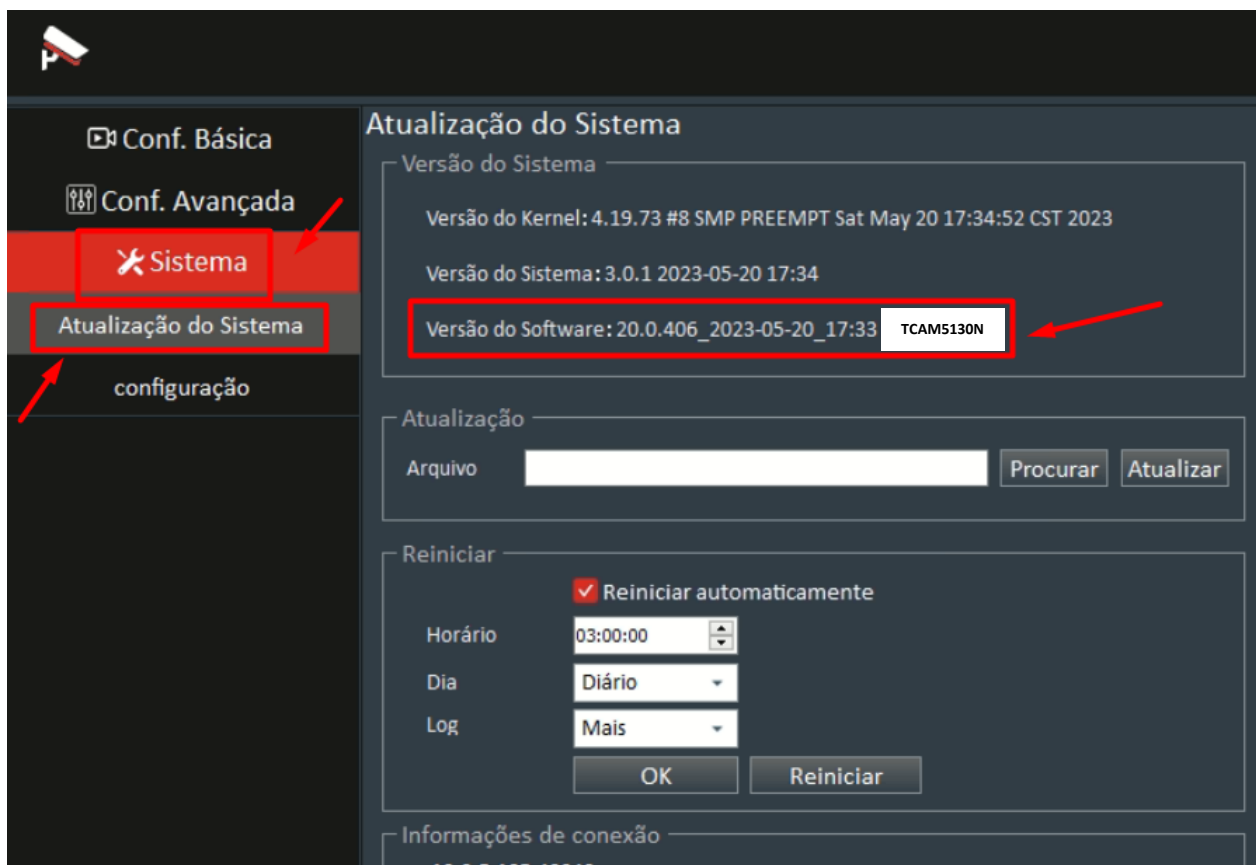 Conf. Básica
Conf. Avançada
Sistema
Atualização do Sistema
configuração
Atualização do Sistema
Versão do Sistema
Versão do Kernel: 4.19.73 #8 SMP PREEMPT Sat May 20 17:34:52 CST 2023
Versão do Sistema: 3.0.1 2023-05-20 17:34
Versão do Software: 20.0.406_2023-05-20_17:33 TCAM5130N
Atualização
Arquivo Procurar Atualizar
Reiniciar
Reiniciar automaticamente
Horário 03:00:00
Dia Diário
Log Mais
OK Reiniciar
Informações de conexão